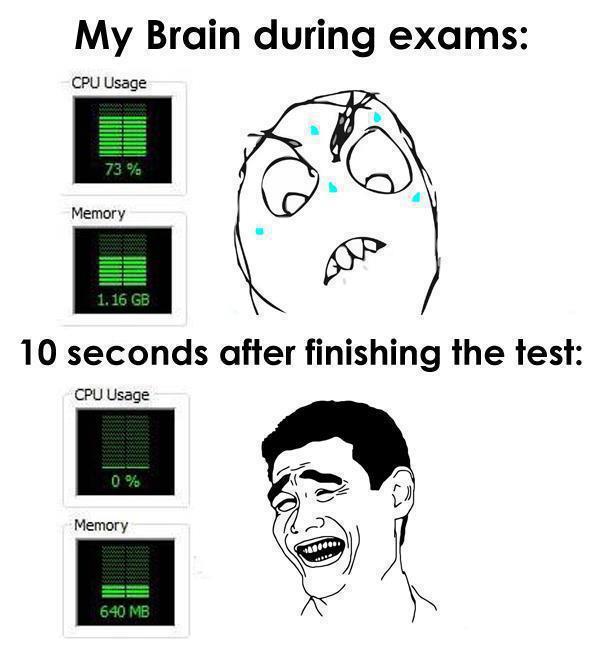 My Brain during exams:
CPU Usage
73 %
Memory
1.16 GB
10 seconds after finishing the test:
CPU Usage
0 %
Memory
640 MB